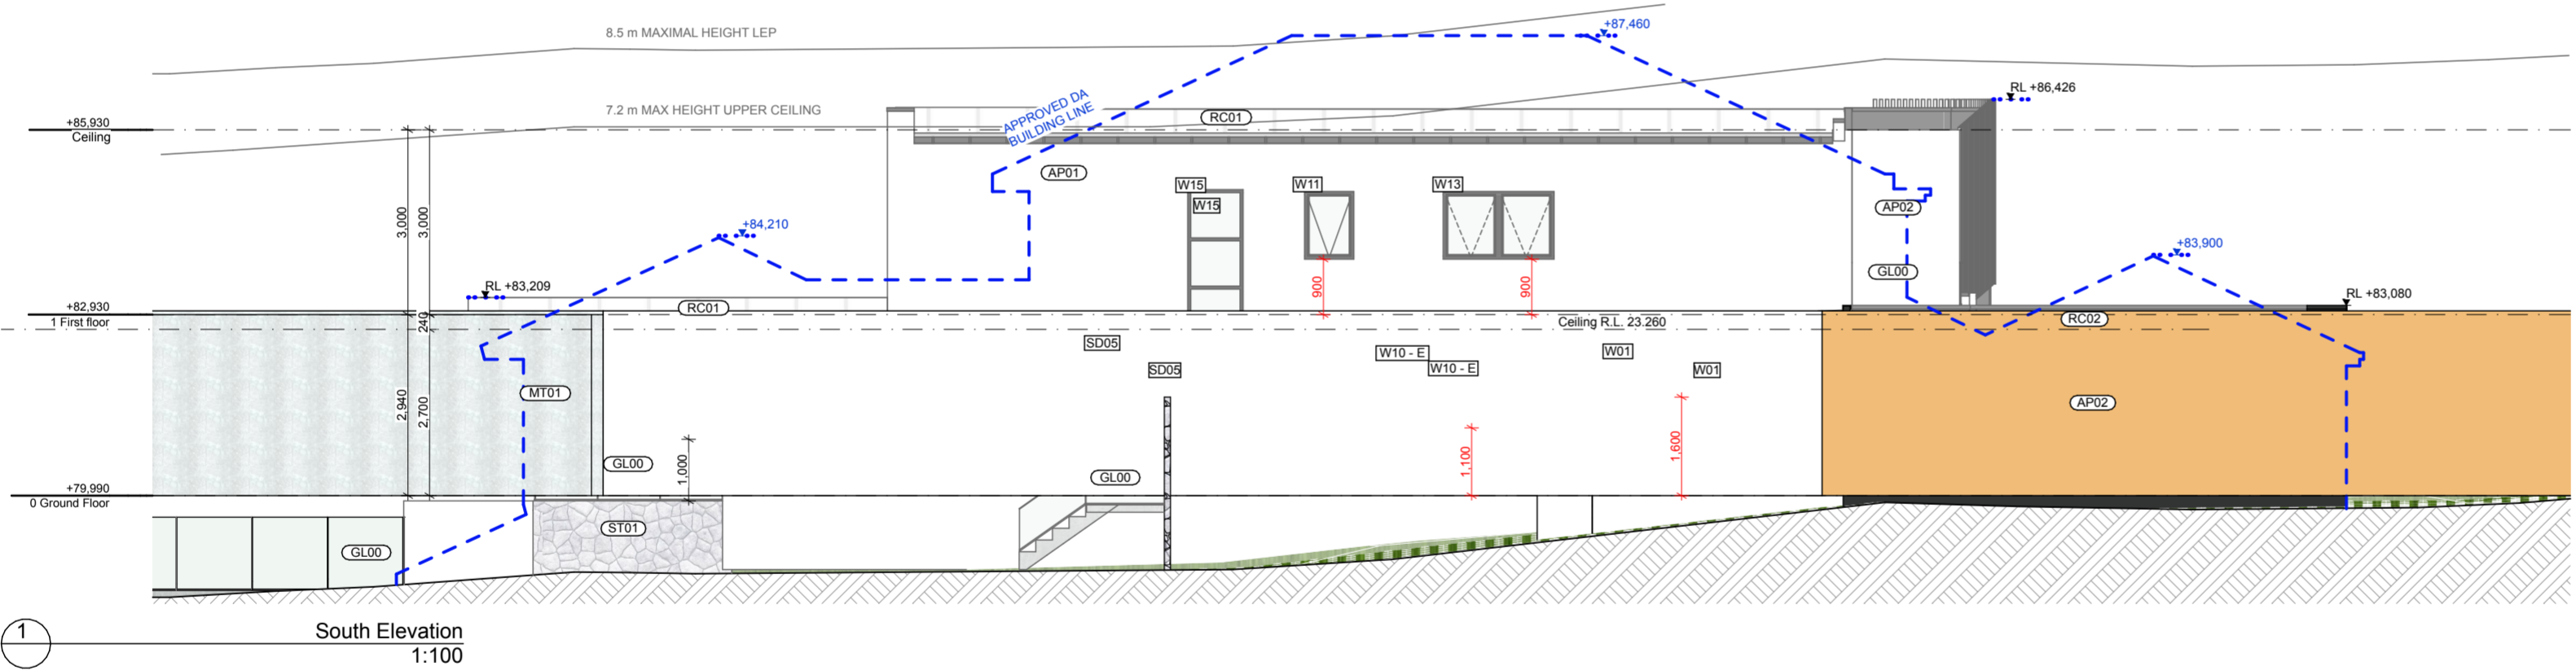 8.5 m MAXIMAL HEIGHT LEP
+87,460
RL +86,426
7.2 m MAX HEIGHT UPPER CEILING
APPROVED DA
BUILDING LINE
RC01
+85,930
Ceiling
AP01
W15
W11
W13
W15
AP02
3,000
3,000
+84,210
+83,900
GL00
RL +83,209
900
900
RL +83,080
RC01
+82,930
1 First floor
240
Ceiling R.L. 23.260
RC02
SD05
W10 - E
W01
SD05
W10 - E
W01
MT01
2,940
2,700
AP02
GL00
1,000
GL00
1,100
1,600
+79,990
0 Ground Floor
ST01
GL00
1
South Elevation
1:100